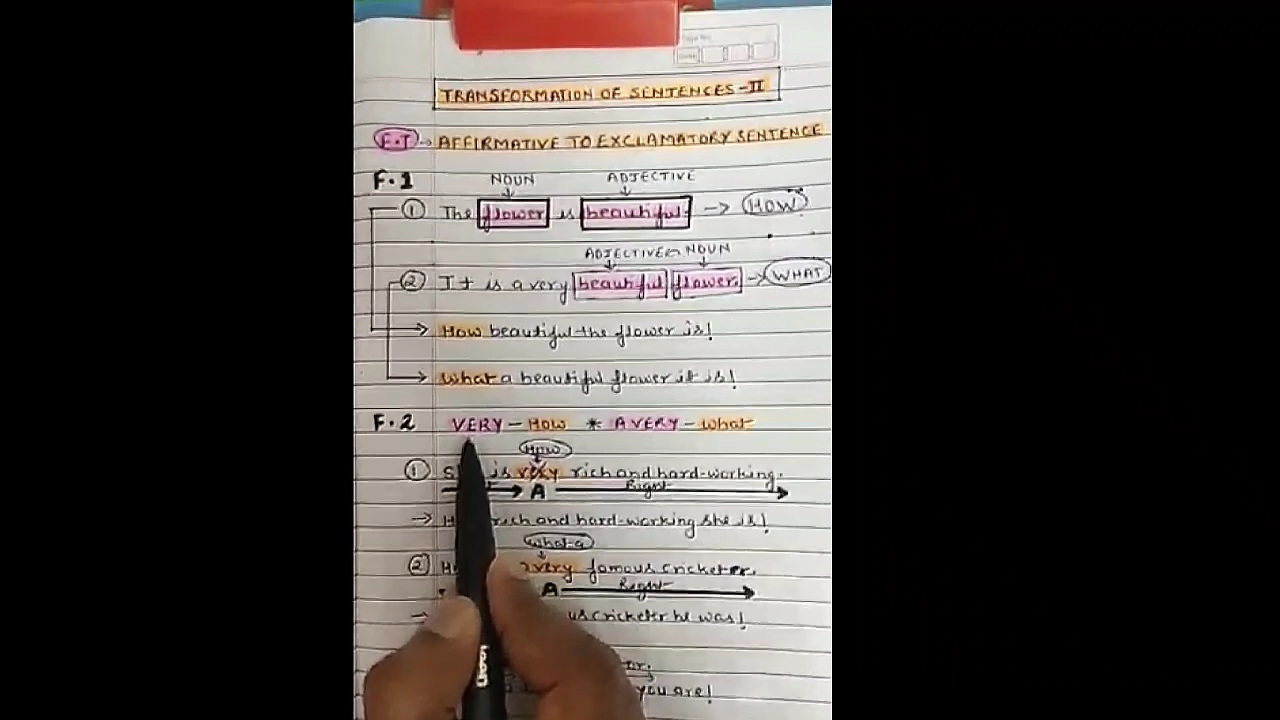 TRANSFORMATION OF SENTENCES - II
F.T → AFFIRMATIVE TO EXCLAMATORY SENTENCE
F.1 NOUN ADJECTIVE
① The flower is beautiful. → HOW
ADJECTIVE NOUN
② It is a very beautiful flower. → WHAT
→ How beautiful the flower is!
→ What a beautiful flower it is!
F.2 VERY - HOW * A VERY - what
How
① is very rich and hard-working.
A Right
→ rich and hard-working she is!
what a
② very famous cricketer.
A Right
→ cricketer he was!
you are!